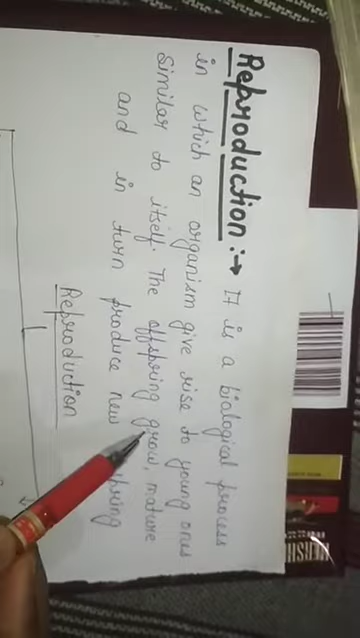 Reproduction :→ It is a biological process
in which an organism give rise to young ones
similar to itself. The offspring grow, mature
and in turn produce new
Reproduction